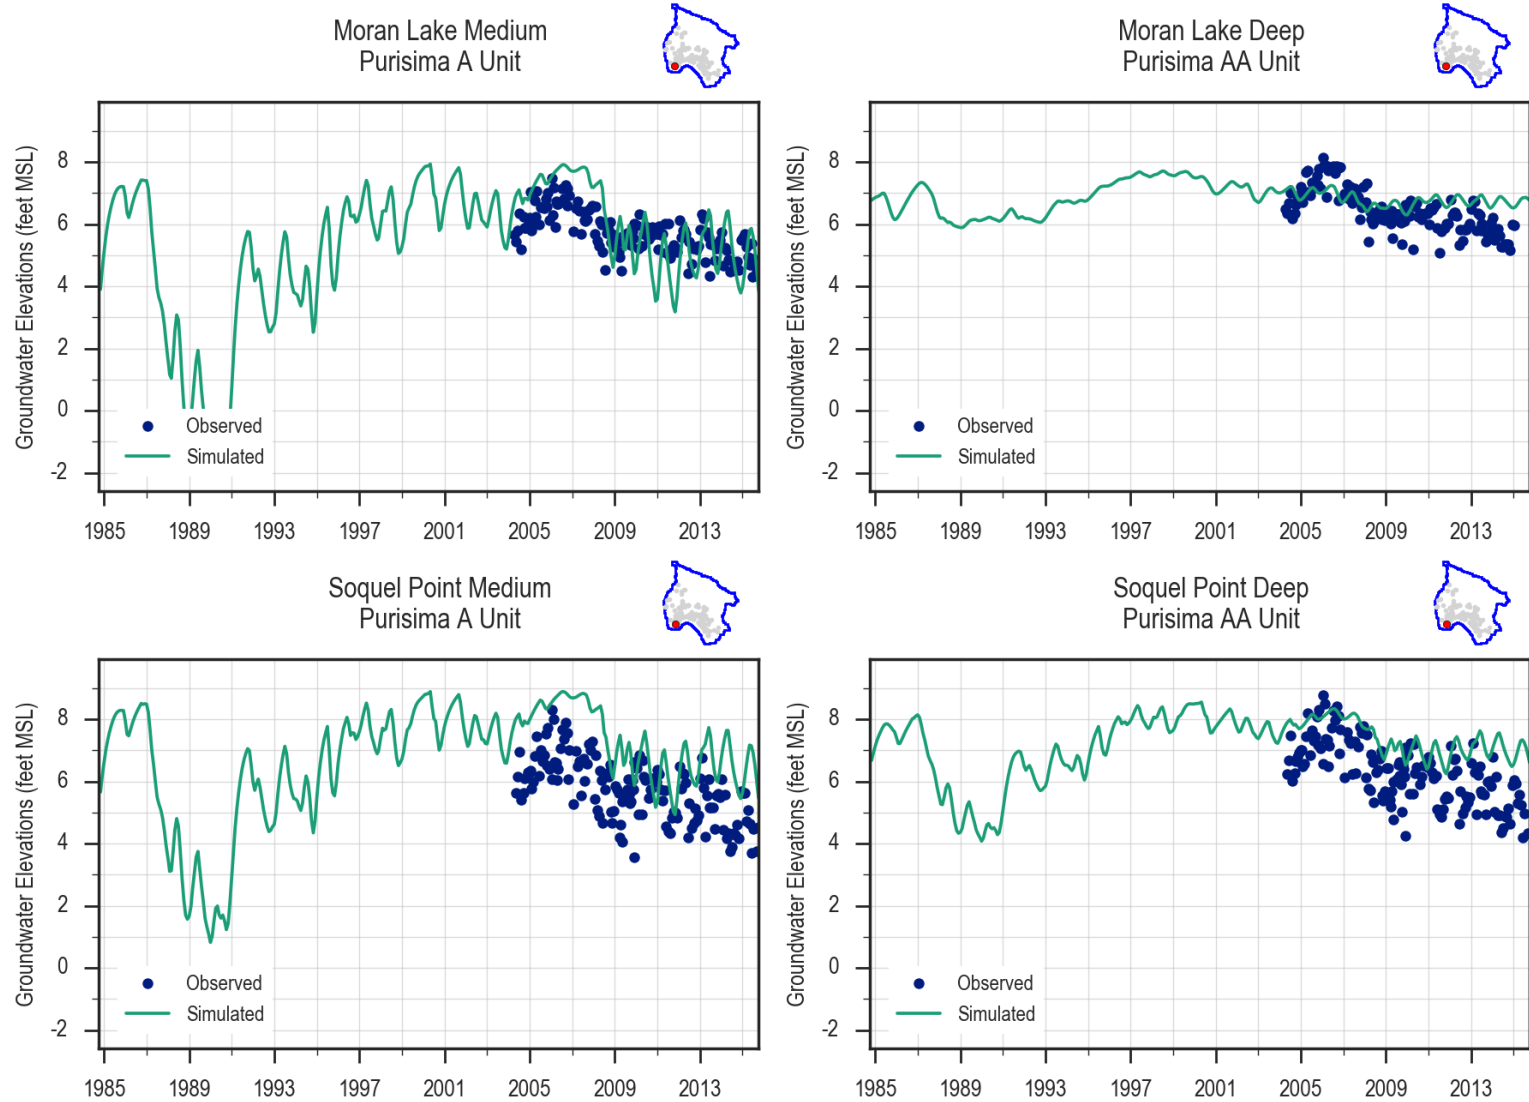 Moran Lake Medium
Purisima A Unit
Groundwater Elevations (feet MSL)
8
6
4
2
0
-2
Observed
Simulated
1985 1989 1993 1997 2001 2005 2009 2013
Moran Lake Deep
Purisima AA Unit
Groundwater Elevations (feet MSL)
8
6
4
2
0
-2
Observed
Simulated
1985 1989 1993 1997 2001 2005 2009 2013
Soquel Point Medium
Purisima A Unit
Groundwater Elevations (feet MSL)
8
6
4
2
0
-2
Observed
Simulated
1985 1989 1993 1997 2001 2005 2009 2013
Soquel Point Deep
Purisima AA Unit
Groundwater Elevations (feet MSL)
8
6
4
2
0
-2
Observed
Simulated
1985 1989 1993 1997 2001 2005 2009 2013